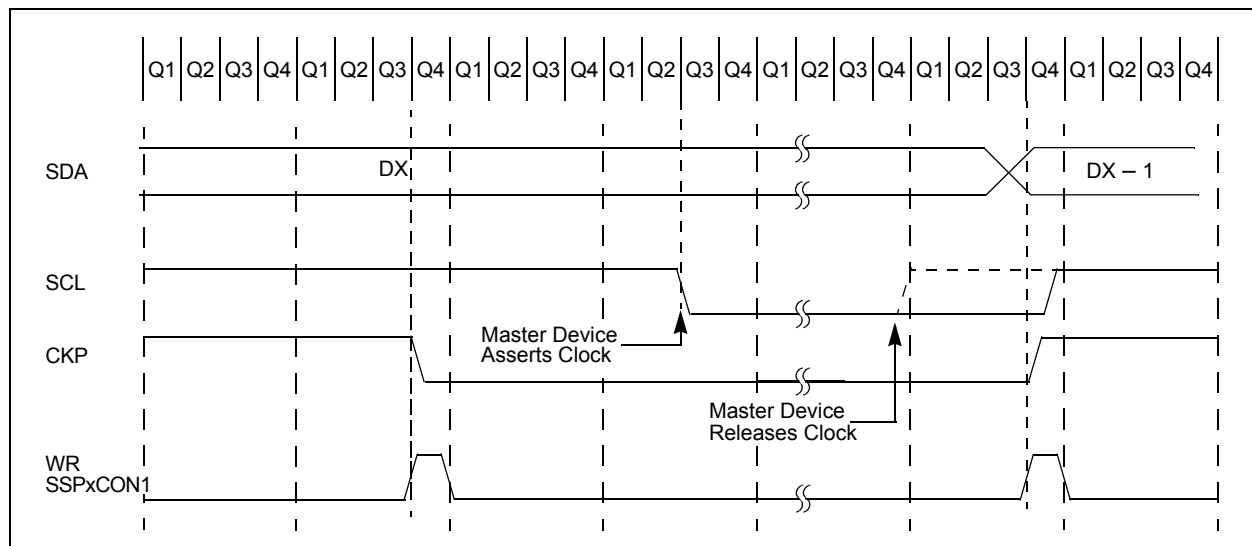 Q1 Q2 Q3 Q4 Q1 Q2 Q3 Q4 Q1 Q2 Q3 Q4 Q1 Q2 Q3 Q4 Q1 Q2 Q3 Q4 Q1 Q2 Q3 Q4 Q1 Q2 Q3 Q4
SDA
DX
DX – 1
SCL
Master Device
Asserts Clock
CKP
Master Device
Releases Clock
WR
SSPxCON1